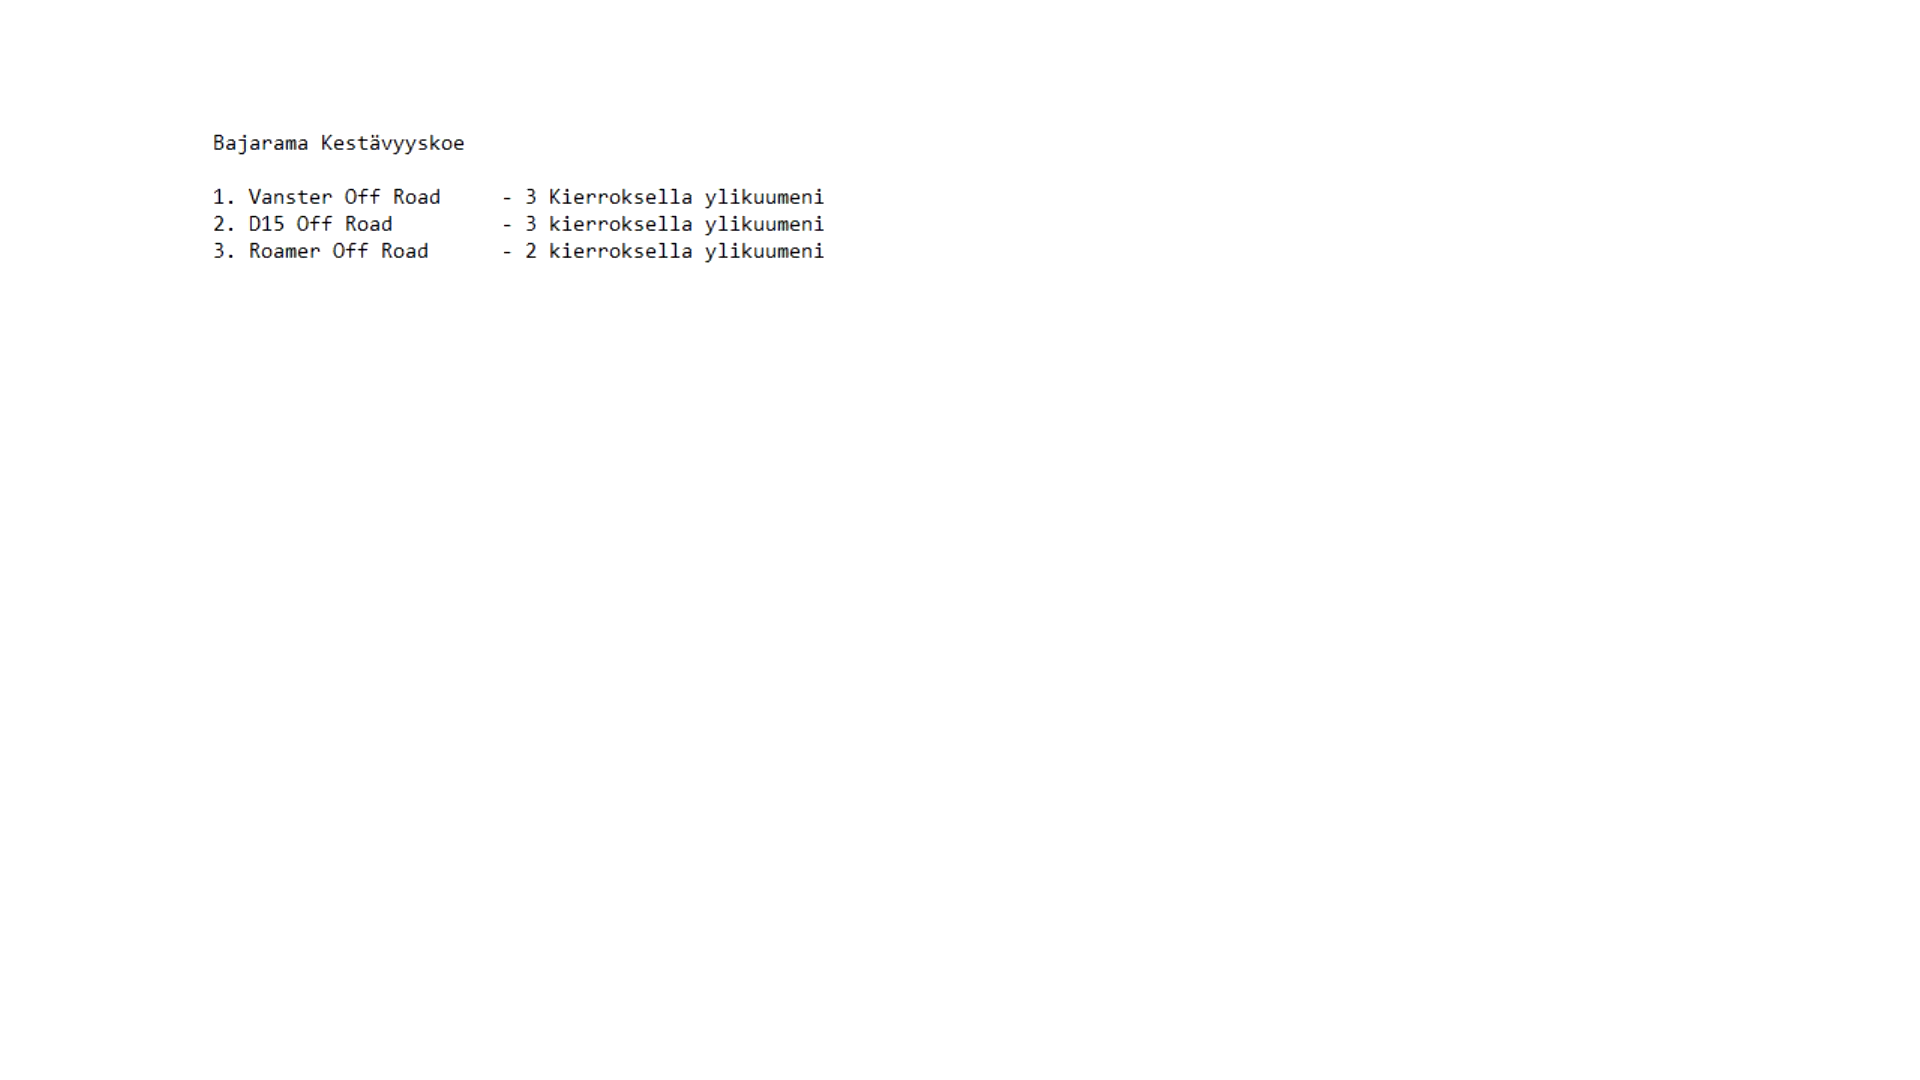 Bajarama Kestävyyskoe
1. Vanster Off Road - 3 Kierroksella ylikuumeni
2. D15 Off Road - 3 kierroksella ylikuumeni
3. Roamer Off Road - 2 kierroksella ylikuumeni